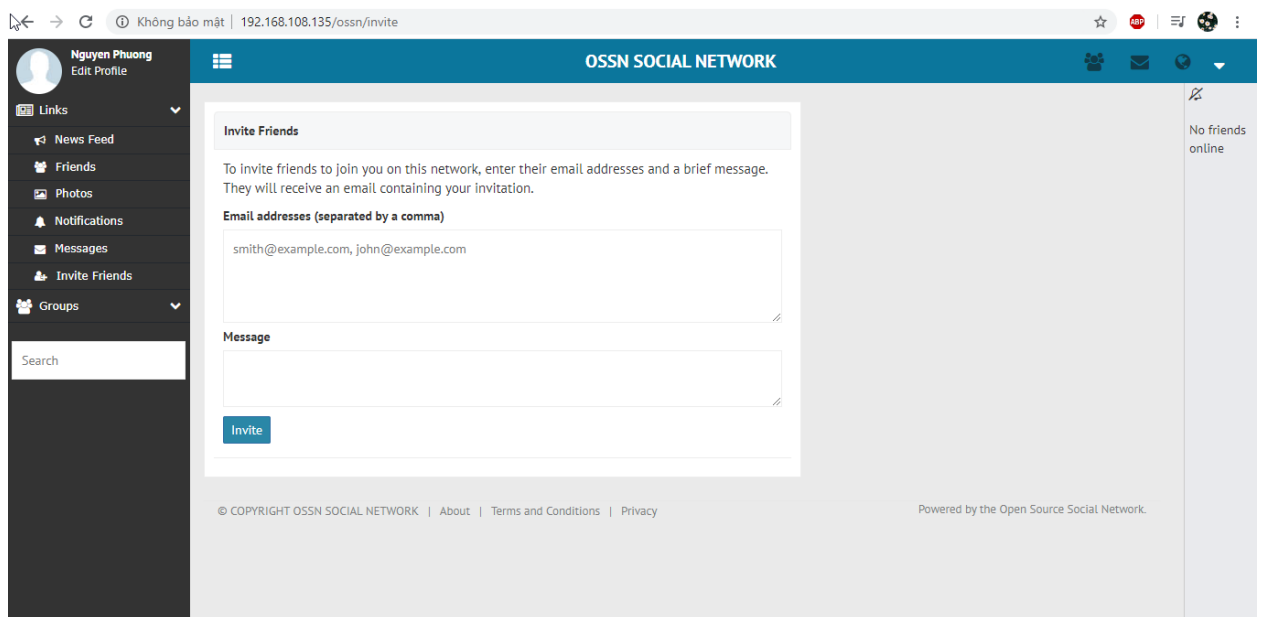 Không bảo mật | 192.168.108.135/ossn/invite
ABP
Nguyen Phuong
Edit Profile
OSSN SOCIAL NETWORK
Links
News Feed
Friends
Photos
Notifications
Messages
Invite Friends
Groups
Search
Invite Friends
To invite friends to join you on this network, enter their email addresses and a brief message.
They will receive an email containing your invitation.
Email addresses (separated by a comma)
smith@example.com, john@example.com
Message
Invite
No friends
online
© COPYRIGHT OSSN SOCIAL NETWORK | About | Terms and Conditions | Privacy
Powered by the Open Source Social Network.